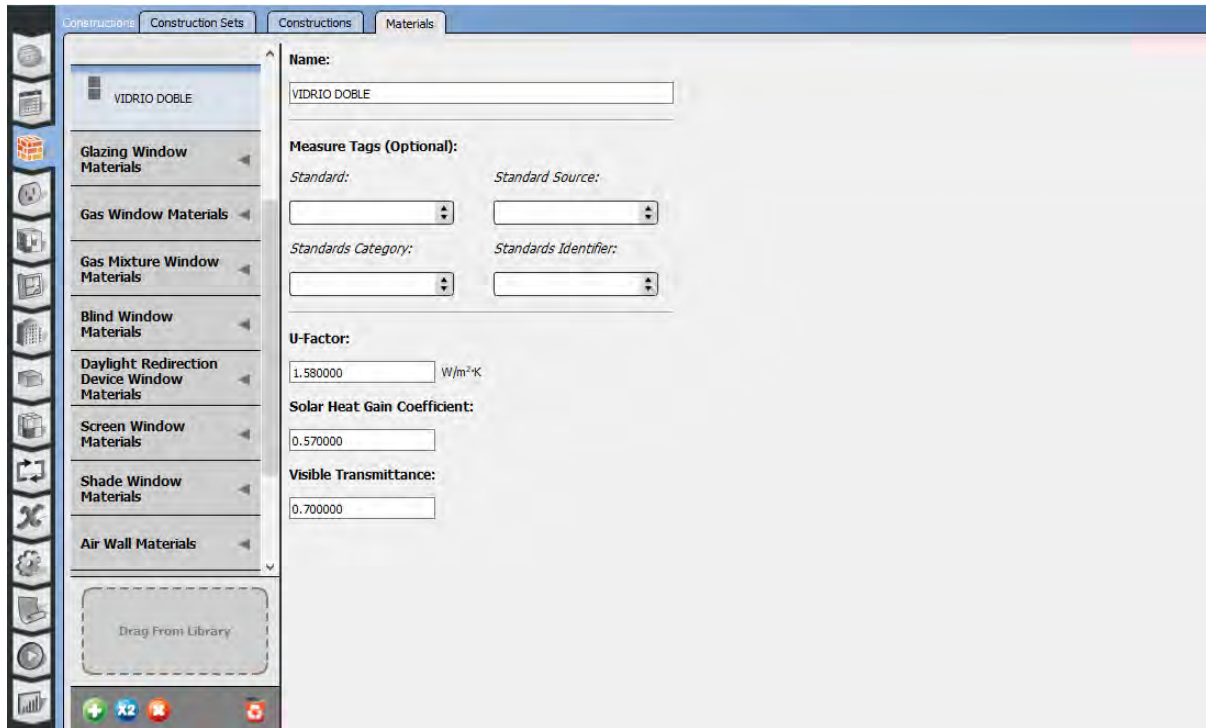 Constructions
Construction Sets
Constructions
Materials
VIDRIO DOBLE
Glazing Window
Materials
Gas Window Materials
Gas Mixture Window
Materials
Blind Window
Materials
Daylight Redirection
Device Window
Materials
Screen Window
Materials
Shade Window
Materials
Air Wall Materials
Drag From Library
x2
Name:
VIDRIO DOBLE
Measure Tags (Optional):
Standard: Standard Source:
Standards Category: Standards Identifier:
U-Factor:
1.580000 W/m²·K
Solar Heat Gain Coefficient:
0.570000
Visible Transmittance:
0.700000